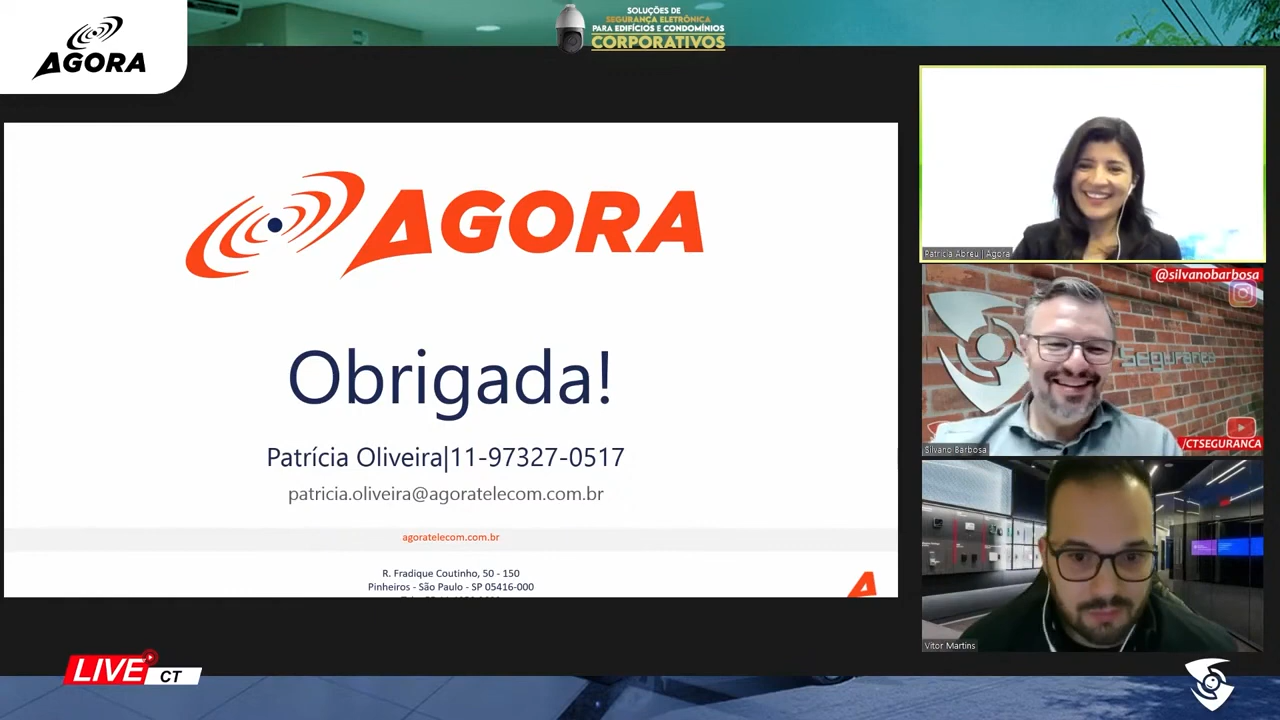 AGORA
SOLUÇÕES DE
SEGURANÇA ELETRÔNICA
PARA EDIFÍCIOS E CONDOMÍNIOS
CORPORATIVOS
AGORA
Obrigada!
Patrícia Oliveira|11-97327-0517
patricia.oliveira@agoratelecom.com.br
agoratelecom.com.br
R. Fradique Coutinho, 50 - 150
Pinheiros - São Paulo - SP 05416-000
Patricia Abreu | Agora
@silvanobarbosa
Segurança
/CTSEGURANCA
Silvano Barbosa
Vitor Martins
LIVE
CT